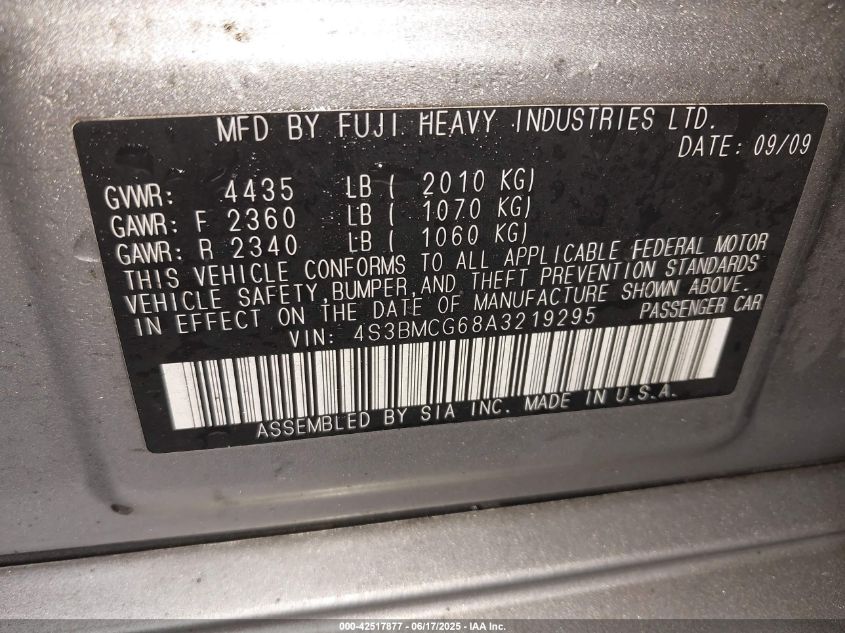 MFD BY FUJI HEAVY INDUSTRIES LTD.
DATE: 09/09
GVWR: 4435 LB ( 2010 KG)
GAWR: F 2360 LB ( 1070 KG)
GAWR: R 2340 LB ( 1060 KG)
THIS VEHICLE CONFORMS TO ALL APPLICABLE FEDERAL MOTOR
VEHICLE SAFETY,BUMPER,AND THEFT PREVENTION STANDARDS
IN EFFECT ON THE DATE OF MANUFACTURE SHOWN ABOVE.
VIN: 4S3BMCG68A3219295 PASSENGER CAR
ASSEMBLED BY SIA INC. MADE IN U.S.A.
000-42517877 - 06/17/2025 - IAA Inc.